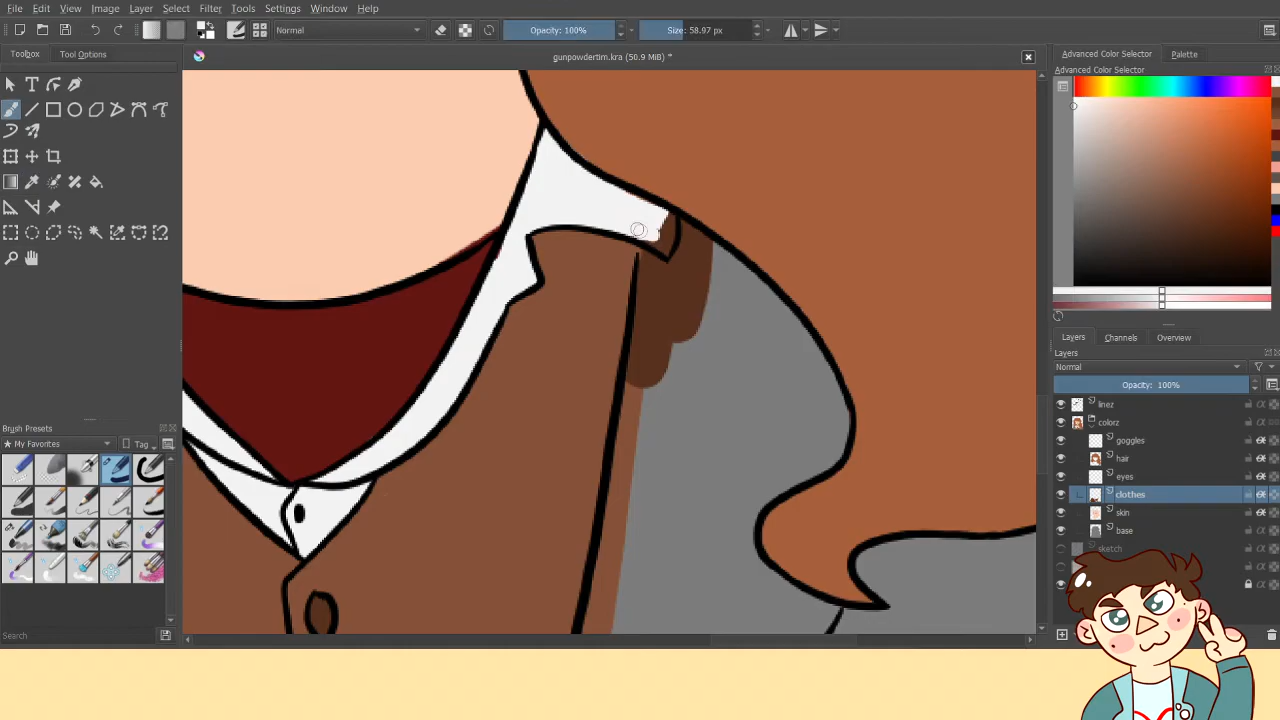 File Edit View Image Layer Select Filter Tools Settings Window Help
Normal Opacity: 100% Size: 58.97 px
Toolbox Tool Options
gunpowdertim.kra (50.9 MiB) *
Advanced Color Selector Palette
Advanced Color Selector
Layers Channels Overview
Layers
Normal
Opacity: 100%
linez
colorz
goggles
hair
eyes
clothes
skin
base
sketch
Brush Presets
My Favorites Tag
Search